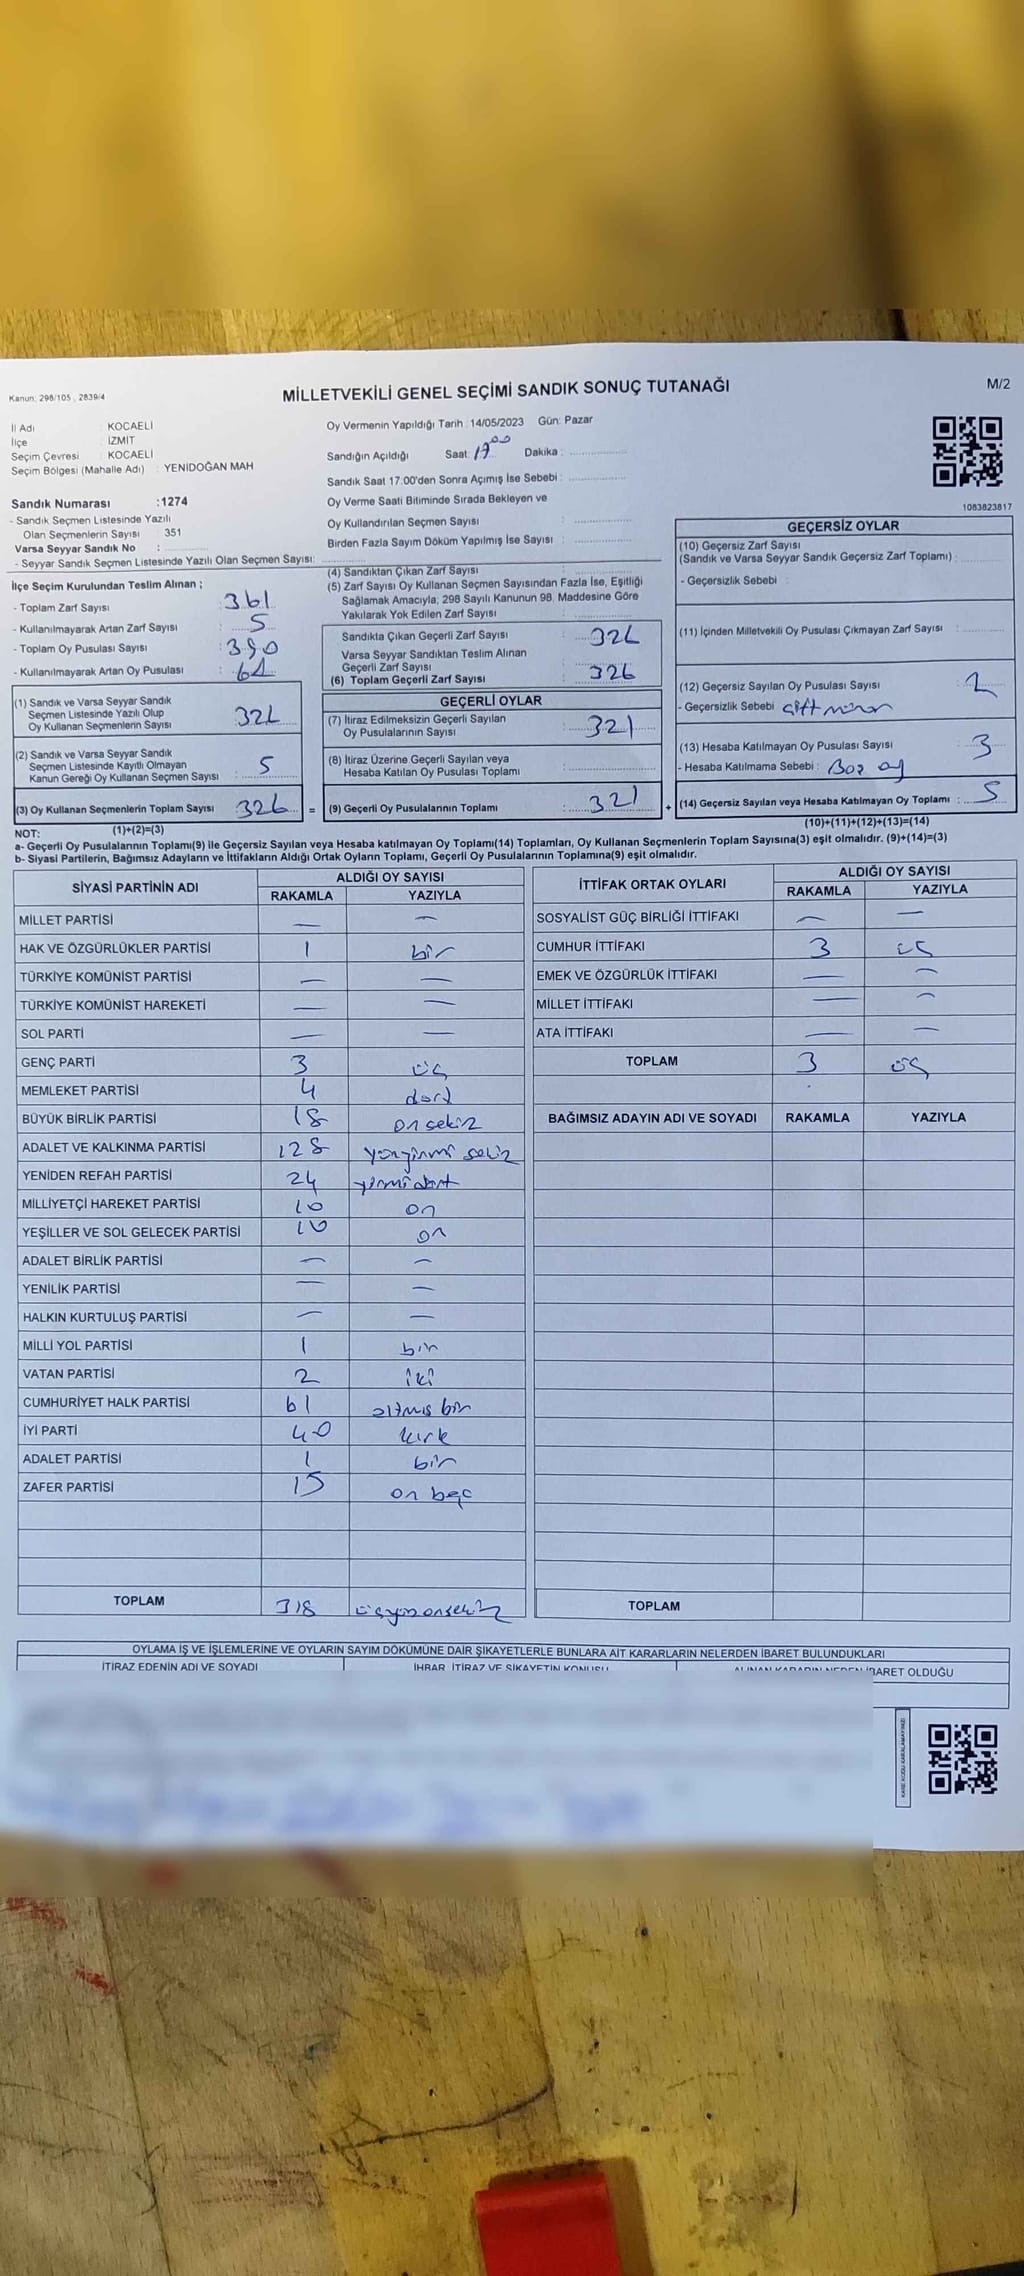 Kanun: 298/105 , 2839/4
MİLLETVEKİLİ GENEL SEÇİMİ SANDIK SONUÇ TUTANAĞI
M/2
İl Adı : KOCAELİ
İlçe : İZMİT
Seçim Çevresi : KOCAELİ
Seçim Bölgesi (Mahalle Adı) : YENİDOĞAN MAH
Sandık Numarası :1274
- Sandık Seçmen Listesinde Yazılı
Olan Seçmenlerin Sayısı 351
Varsa Seyyar Sandık No :
- Seyyar Sandık Seçmen Listesinde Yazılı Olan Seçmen Sayısı:
Oy Vermenin Yapıldığı Tarih :14/05/2023 Gün: Pazar
Sandığın Açıldığı Saat: 17 00 Dakika :
Sandık Saat 17:00'den Sonra Açımış İse Sebebi :
Oy Verme Saati Bitiminde Sırada Bekleyen ve
Oy Kullandırılan Seçmen Sayısı :
Birden Fazla Sayım Döküm Yapılmış İse Sayısı :
1083823817
İlçe Seçim Kurulundan Teslim Alınan ;
- Toplam Zarf Sayısı : 361
- Kullanılmayarak Artan Zarf Sayısı : 5
- Toplam Oy Pusulası Sayısı : 390
- Kullanılmayarak Artan Oy Pusulası : 64
(1) Sandık ve Varsa Seyyar Sandık
Seçmen Listesinde Yazılı Olup
Oy Kullanan Seçmenlerin Sayısı
(2) Sandık ve Varsa Seyyar Sandık
Seçmen Listesinde Kayıtlı Olmayan
Kanun Gereği Oy Kullanan Seçmen Sayısı : 5
(3) Oy Kullanan Seçmenlerin Toplam Sayısı 326 =
(1)+(2)=(3)
(4) Sandıktan Çıkan Zarf Sayısı :
(5) Zarf Sayısı Oy Kullanan Seçmen Sayısından Fazla İse, Eşitliği
Sağlamak Amacıyla, 298 Sayılı Kanunun 98. Maddesine Göre
Yakılarak Yok Edilen Zarf Sayısı :
Sandıkta Çıkan Geçerli Zarf Sayısı : 326
Varsa Seyyar Sandıktan Teslim Alınan
Geçerli Zarf Sayısı :
(6) Toplam Geçerli Zarf Sayısı : 326
GEÇERLİ OYLAR
(7) İtiraz Edilmeksizin Geçerli Sayılan
Oy Pusulalarının Sayısı : 321
(8) İtiraz Üzerine Geçerli Sayılan veya
Hesaba Katılan Oy Pusulası Toplamı :
(9) Geçerli Oy Pusulalarının Toplamı : 321 +
GEÇERSİZ OYLAR
(10) Geçersiz Zarf Sayısı
(Sandık ve Varsa Seyyar Sandık Geçersiz Zarf Toplamı) :
- Geçersizlik Sebebi :
(11) İçinden Milletvekili Oy Pusulası Çıkmayan Zarf Sayısı :
(12) Geçersiz Sayılan Oy Pusulası Sayısı : 2
- Geçersizlik Sebebi :
(13) Hesaba Katılmayan Oy Pusulası Sayısı : 3
- Hesaba Katılmama Sebebi : Boş oy
(14) Geçersiz Sayılan veya Hesaba Katılmayan Oy Toplamı : 5
(10)+(11)+(12)+(13)=(14)
NOT:
a- Geçerli Oy Pusulalarının Toplamı(9) ile Geçersiz Sayılan veya Hesaba katılmayan Oy Toplamı(14) Toplamları, Oy Kullanan Seçmenlerin Toplam Sayısına(3) eşit olmalıdır. (9)+(14)=(3)
b- Siyasi Partilerin, Bağımsız Adayların ve İttifakların Aldığı Ortak Oyların Toplamı, Geçerli Oy Pusulalarının Toplamına(9) eşit olmalıdır.
SİYASİ PARTİNİN ADI ALDIĞI OY SAYISI
RAKAMLA YAZIYLA
MİLLET PARTİSİ — —
HAK VE ÖZGÜRLÜKLER PARTİSİ 1 bir
TÜRKİYE KOMÜNİST PARTİSİ — —
TÜRKİYE KOMÜNİST HAREKETİ — —
SOL PARTİ — —
GENÇ PARTİ 3 üç
MEMLEKET PARTİSİ 4 dört
BÜYÜK BİRLİK PARTİSİ 18 on sekiz
ADALET VE KALKINMA PARTİSİ 128 yüzyirmi sekiz
YENİDEN REFAH PARTİSİ 24 yirmi dört
MİLLİYETÇİ HAREKET PARTİSİ 10 on
YEŞİLLER VE SOL GELECEK PARTİSİ 10 on
ADALET BİRLİK PARTİSİ — —
YENİLİK PARTİSİ — —
HALKIN KURTULUŞ PARTİSİ — —
MİLLİ YOL PARTİSİ 1 bir
VATAN PARTİSİ 2 iki
CUMHURİYET HALK PARTİSİ 61 altmış bir
İYİ PARTİ 40 kırk
ADALET PARTİSİ 1 bir
ZAFER PARTİSİ 15 on beş
TOPLAM 318 üçyüzonsekiz
İTTİFAK ORTAK OYLARI ALDIĞI OY SAYISI
RAKAMLA YAZIYLA
SOSYALİST GÜÇ BİRLİĞİ İTTİFAKI — —
CUMHUR İTTİFAKI 3 üç
EMEK VE ÖZGÜRLÜK İTTİFAKI — —
MİLLET İTTİFAKI — —
ATA İTTİFAKI — —
TOPLAM 3 üç
BAĞIMSIZ ADAYIN ADI VE SOYADI RAKAMLA YAZIYLA
TOPLAM
OYLAMA İŞ VE İŞLEMLERİNE VE OYLARIN SAYIM DÖKÜMÜNE DAİR ŞİKAYETLERLE BUNLARA AİT KARARLARIN NELERDEN İBARET BULUNDUKLARI
İTİRAZ EDENİN ADI VE SOYADI İHBAR, İTİRAZ VE ŞİKAYETİN KONUSU ALINAN KARARIN NEDEN İBARET OLDUĞU
KARE KODU KARALAMAYINIZ!